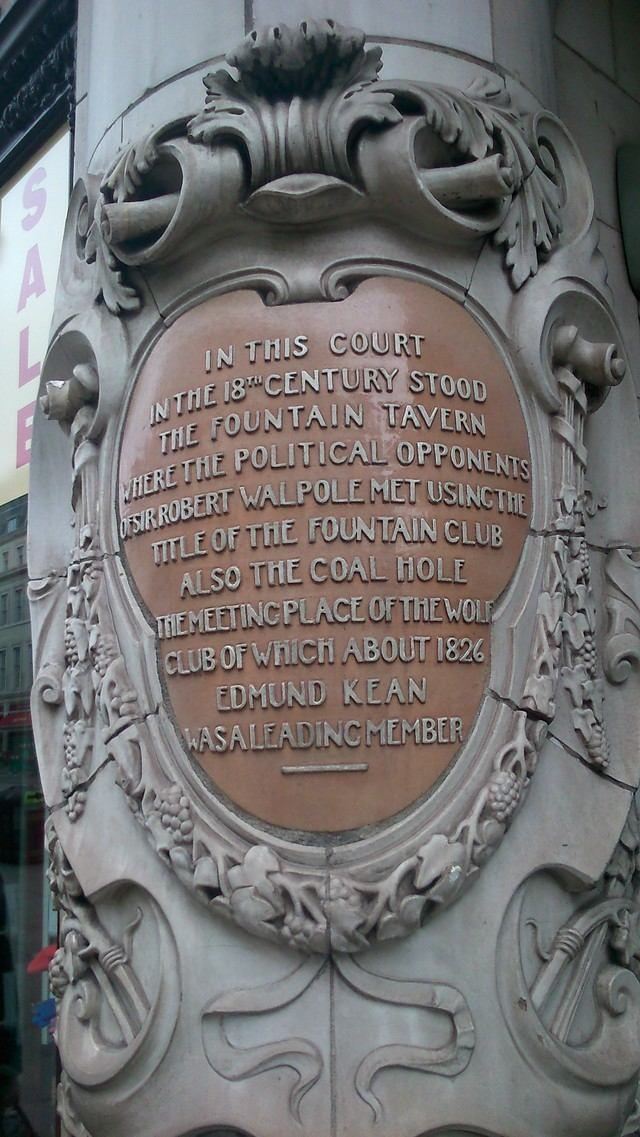 SALE
IN THIS COURT
IN THE 18TH CENTURY STOOD
THE FOUNTAIN TAVERN
WHERE THE POLITICAL OPPONENTS
OF SIR ROBERT WALPOLE MET USING THE
TITLE OF THE FOUNTAIN CLUB
ALSO THE COAL HOLE
THE MEETING PLACE OF THE WOLF
CLUB OF WHICH ABOUT 1826
EDMUND KEAN
WAS A LEADING MEMBER